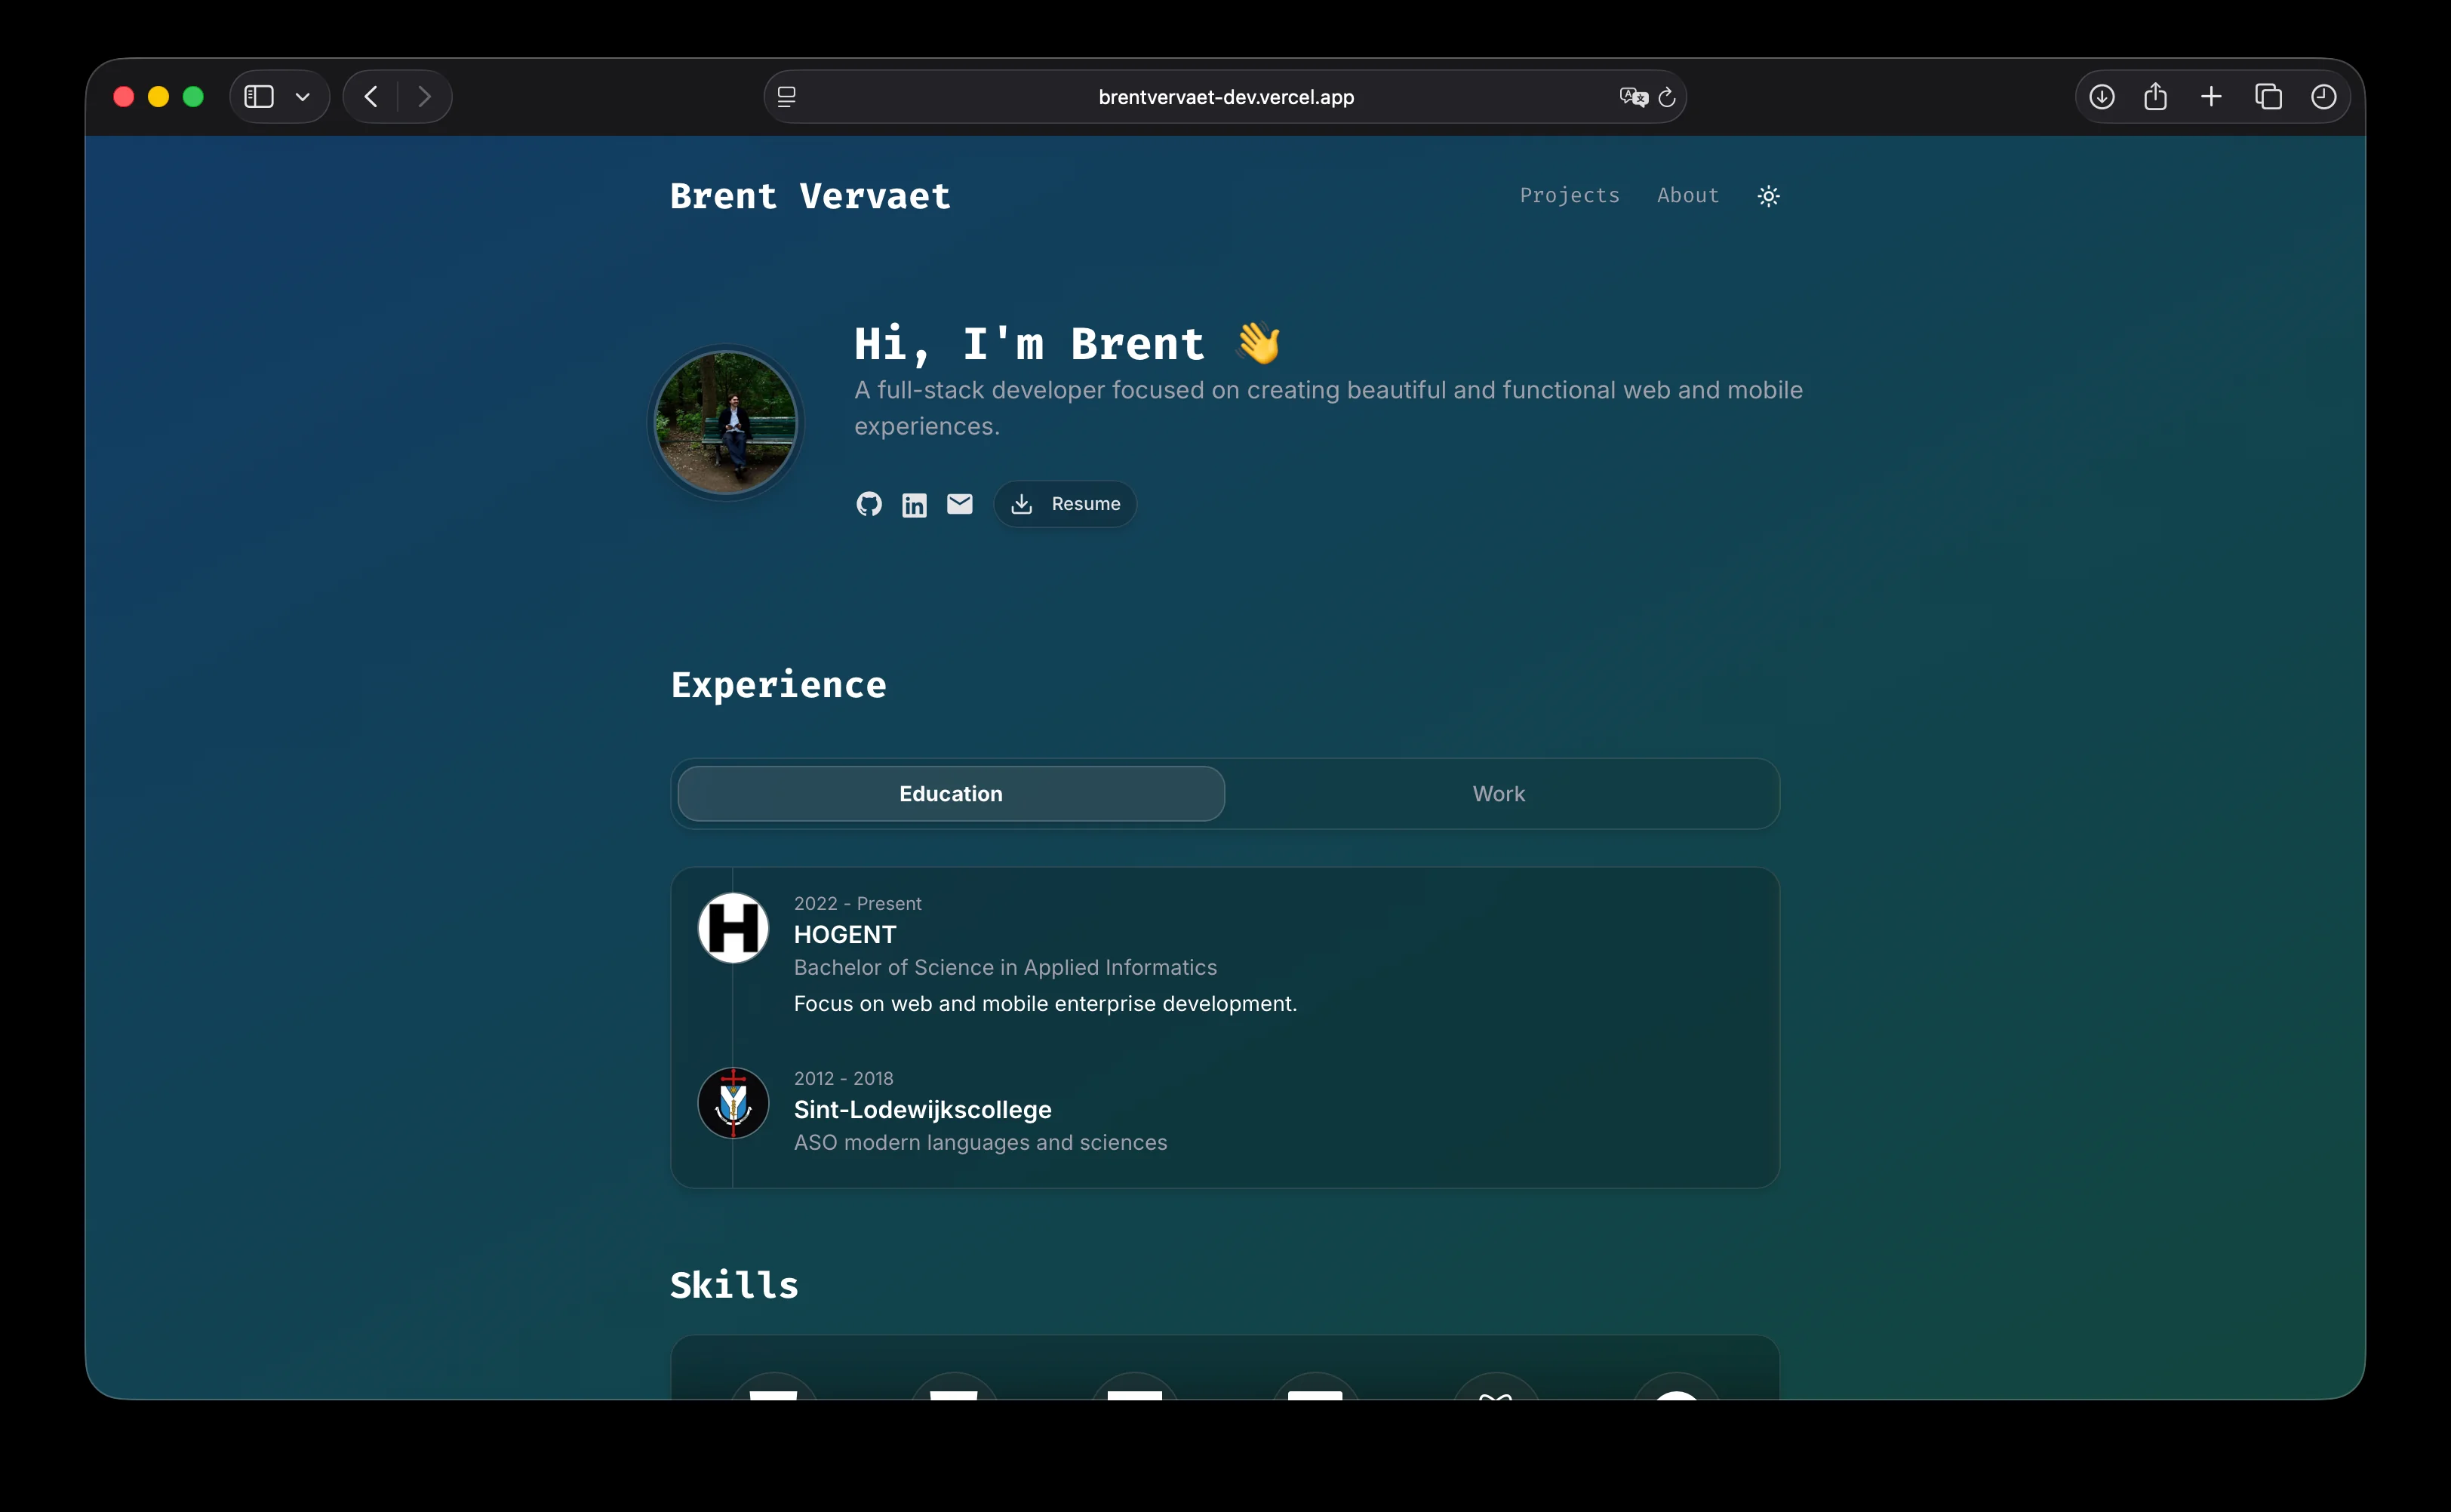 brentvervaet-dev.vercel.app
Brent Vervaet
Projects
About
Hi, I'm Brent 👋
A full-stack developer focused on creating beautiful and functional web and mobile
experiences.
Resume
Experience
Education
Work
2022 - Present
HOGENT
Bachelor of Science in Applied Informatics
Focus on web and mobile enterprise development.
2012 - 2018
Sint-Lodewijkscollege
ASO modern languages and sciences
Skills